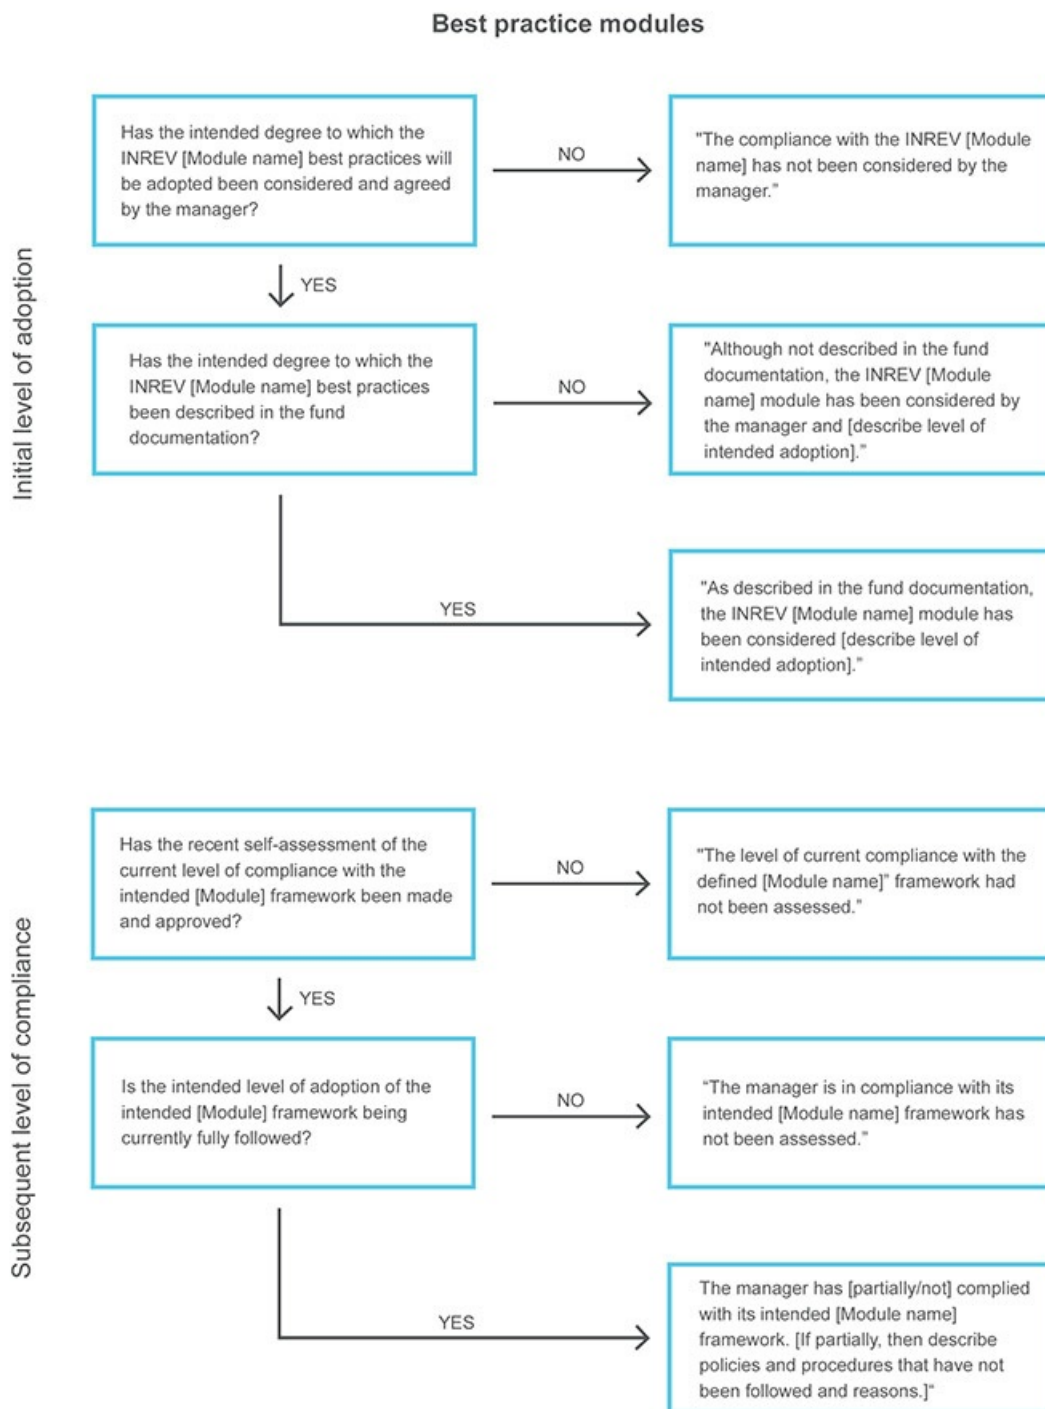 Best practice modules
Initial level of adoption
Has the intended degree to which the
INREV [Module name] best practices will
be adopted been considered and agreed
by the manager?
NO
"The compliance with the INREV [Module
name] has not been considered by the
manager.”
YES
Has the intended degree to which the
INREV [Module name] best practices
been described in the fund
documentation?
NO
"Although not described in the fund
documentation, the INREV [Module
name] module has been considered by
the manager and [describe level of
intended adoption].”
YES
"As described in the fund documentation,
the INREV [Module name] module has
been considered [describe level of
intended adoption].”
Subsequent level of compliance
Has the recent self-assessment of the
current level of compliance with the
intended [Module] framework been made
and approved?
NO
"The level of current compliance with the
defined [Module name]” framework had
not been assessed.”
YES
Is the intended level of adoption of the
intended [Module] framework being
currently fully followed?
NO
“The manager is in compliance with its
intended [Module name] framework has
not been assessed.”
YES
The manager has [partially/not] complied
with its intended [Module name]
framework. [If partially, then describe
policies and procedures that have not
been followed and reasons.]“